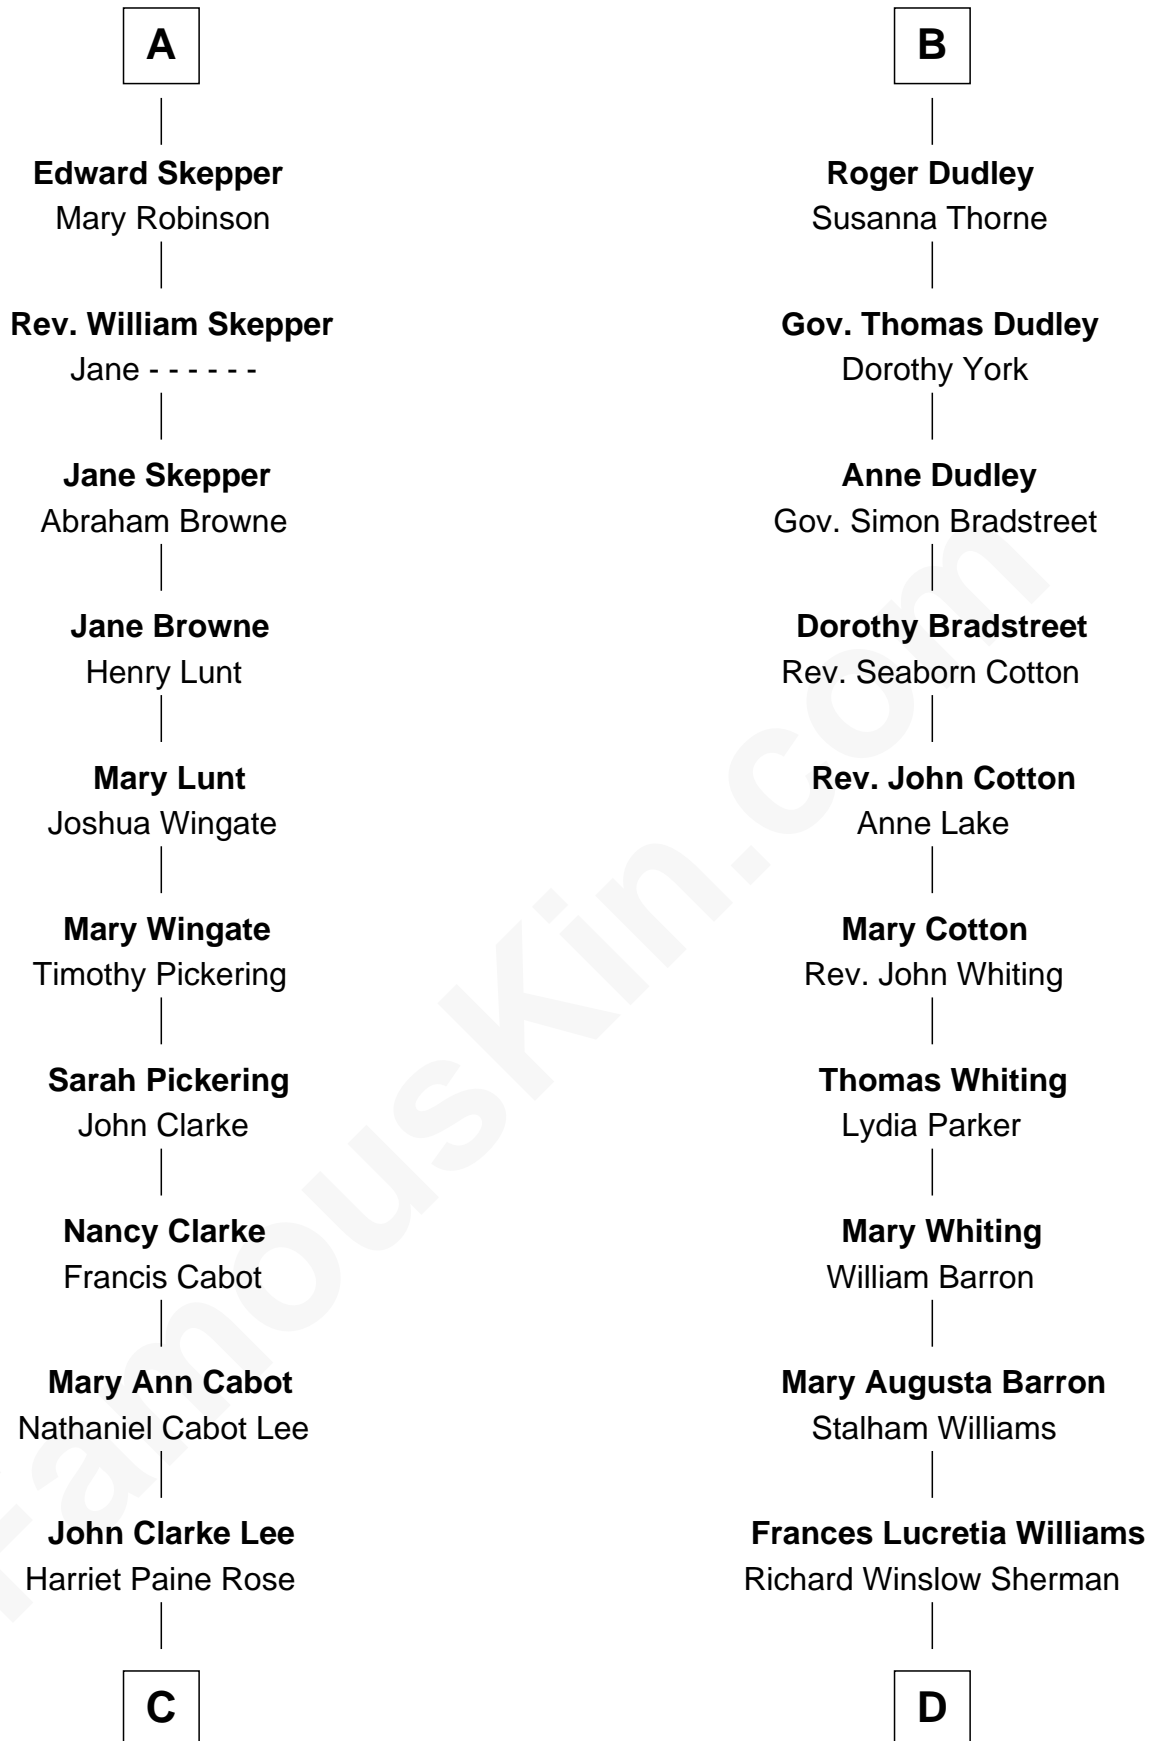 A
Edward Skepper
Mary Robinson
Rev. William Skepper
Jane - - - - - -
Jane Skepper
Abraham Browne
Jane Browne
Henry Lunt
Mary Lunt
Joshua Wingate
Mary Wingate
Timothy Pickering
Sarah Pickering
John Clarke
Nancy Clarke
Francis Cabot
Mary Ann Cabot
Nathaniel Cabot Lee
John Clarke Lee
Harriet Paine Rose
C
B
Roger Dudley
Susanna Thorne
Gov. Thomas Dudley
Dorothy York
Anne Dudley
Gov. Simon Bradstreet
Dorothy Bradstreet
Rev. Seaborn Cotton
Rev. John Cotton
Anne Lake
Mary Cotton
Rev. John Whiting
Thomas Whiting
Lydia Parker
Mary Whiting
William Barron
Mary Augusta Barron
Stalham Williams
Frances Lucretia Williams
Richard Winslow Sherman
D
FamousKin.com